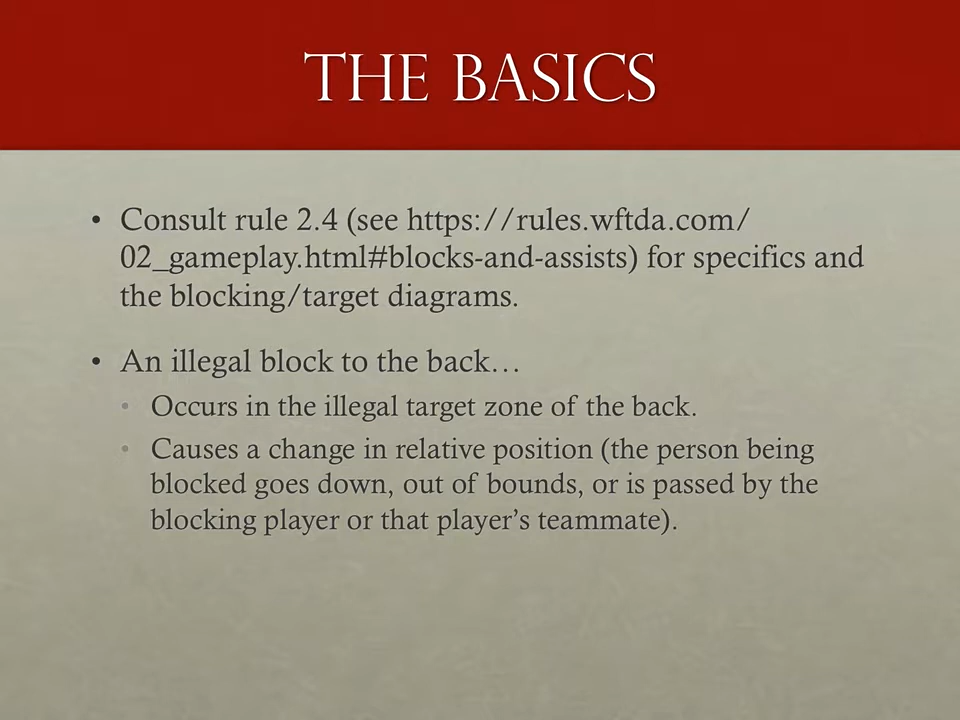 THE BASICS
• Consult rule 2.4 (see https://rules.wftda.com/
02_gameplay.html#blocks-and-assists) for specifics and
the blocking/target diagrams.
• An illegal block to the back…
• Occurs in the illegal target zone of the back.
• Causes a change in relative position (the person being
blocked goes down, out of bounds, or is passed by the
blocking player or that player’s teammate).